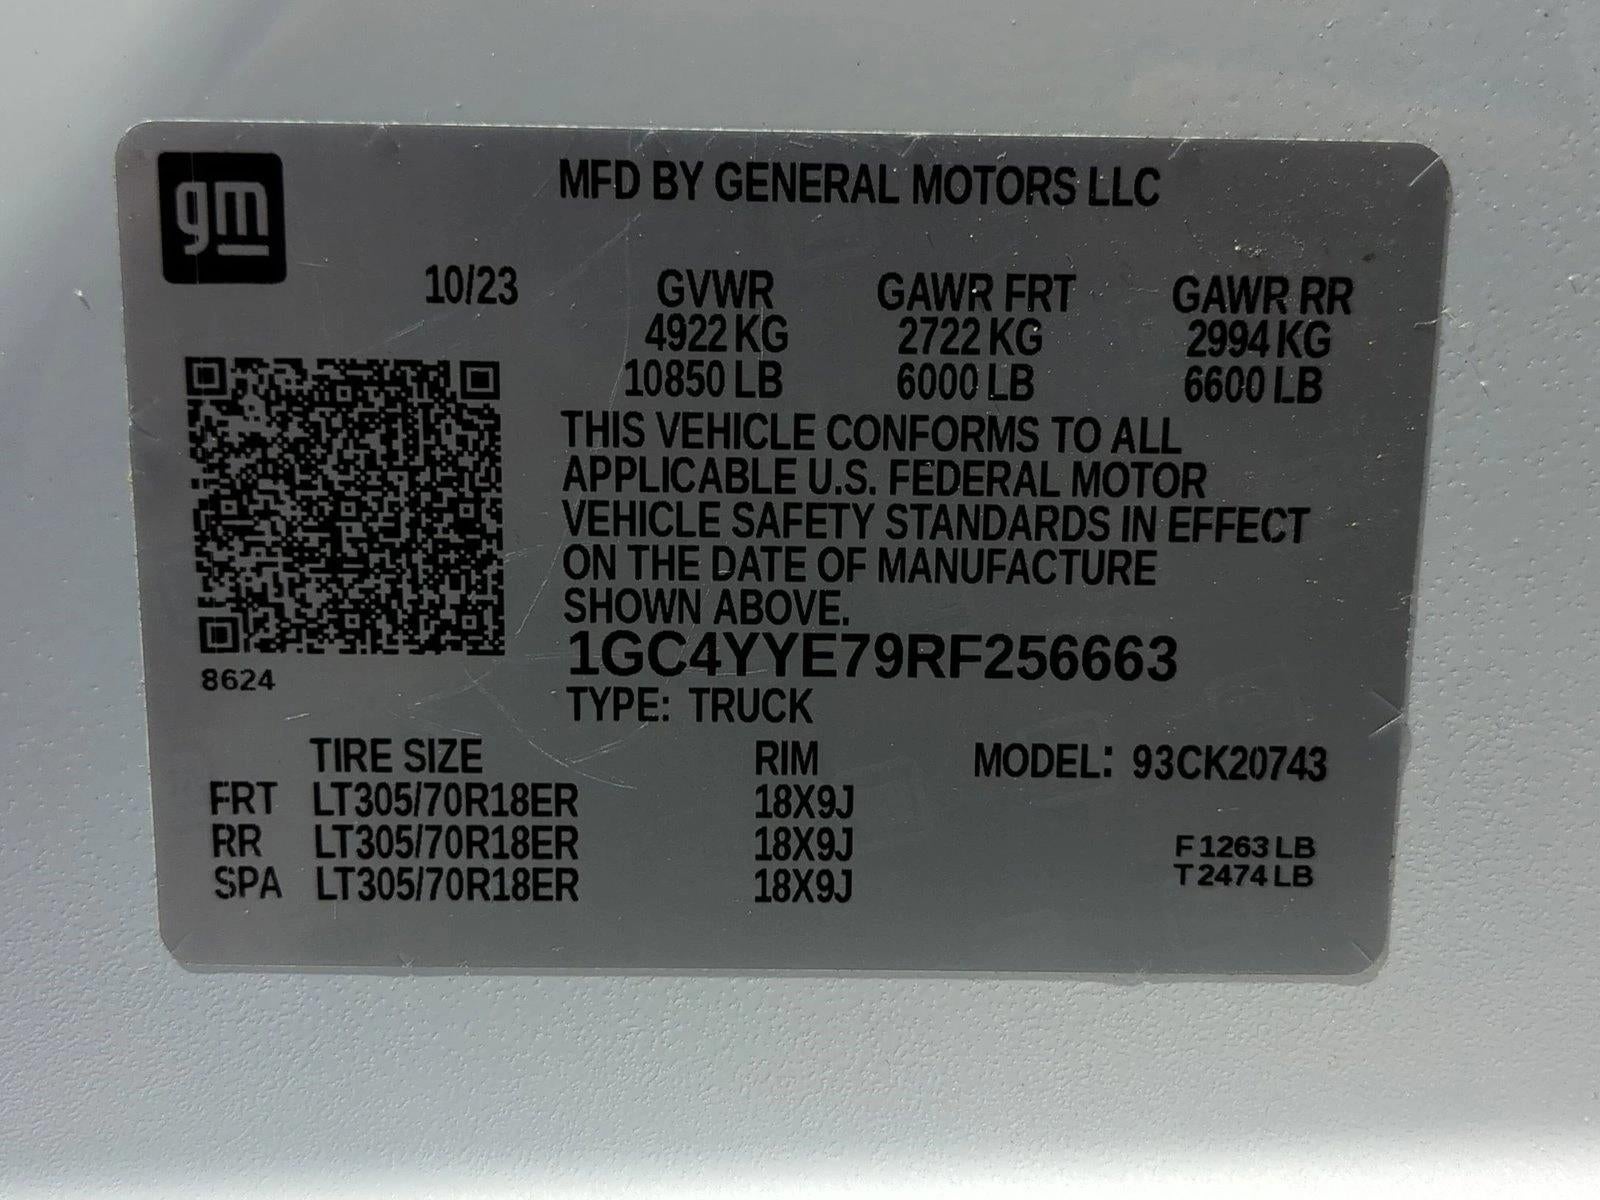 gm
MFD BY GENERAL MOTORS LLC
10/23 GVWR GAWR FRT GAWR RR
4922 KG 2722 KG 2994 KG
10850 LB 6000 LB 6600 LB
THIS VEHICLE CONFORMS TO ALL
APPLICABLE U.S. FEDERAL MOTOR
VEHICLE SAFETY STANDARDS IN EFFECT
ON THE DATE OF MANUFACTURE
SHOWN ABOVE.
1GC4YYE79RF256663
8624
TYPE: TRUCK
TIRE SIZE RIM MODEL: 93CK20743
FRT LT305/70R18ER 18X9J
RR LT305/70R18ER 18X9J F 1263 LB
SPA LT305/70R18ER 18X9J T 2474 LB